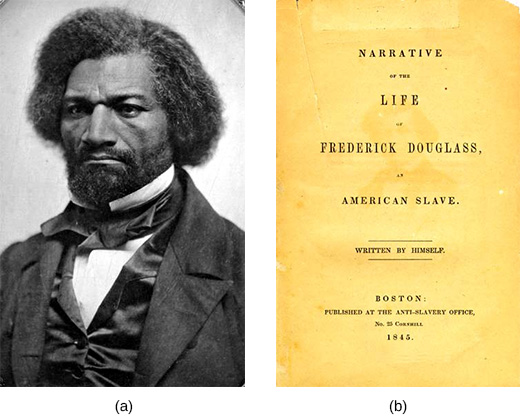 NARRATIVE
OF THE
LIFE
OF
FREDERICK DOUGLASS,
AN
AMERICAN SLAVE.
WRITTEN BY HIMSELF.
BOSTON:
PUBLISHED AT THE ANTI-SLAVERY OFFICE,
No. 25 CORNHILL
1845.
(a)
(b)